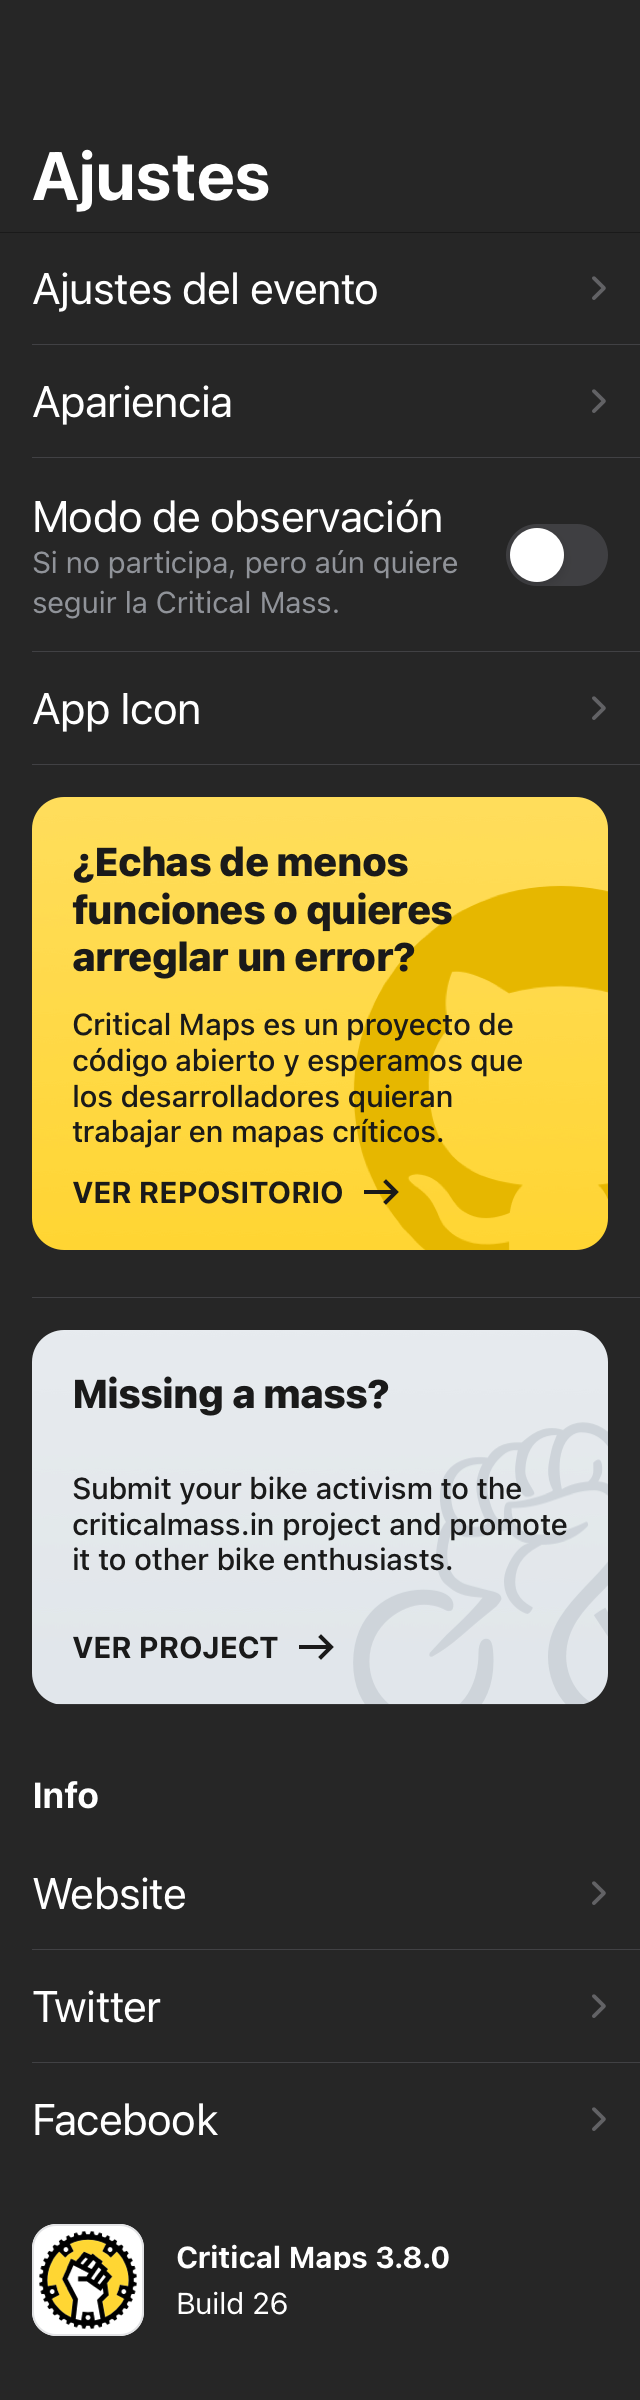 Ajustes
Ajustes del evento
Apariencia
Modo de observación
Si no participa, pero aún quiere
seguir la Critical Mass.
App Icon
¿Echas de menos
funciones o quieres
arreglar un error?
Critical Maps es un proyecto de
código abierto y esperamos que
los desarrolladores quieran
trabajar en mapas críticos.
VER REPOSITORIO
Missing a mass?
Submit your bike activism to the
criticalmass.in project and promote
it to other bike enthusiasts.
VER PROJECT
Info
Website
Twitter
Facebook
Critical Maps 3.8.0
Build 26